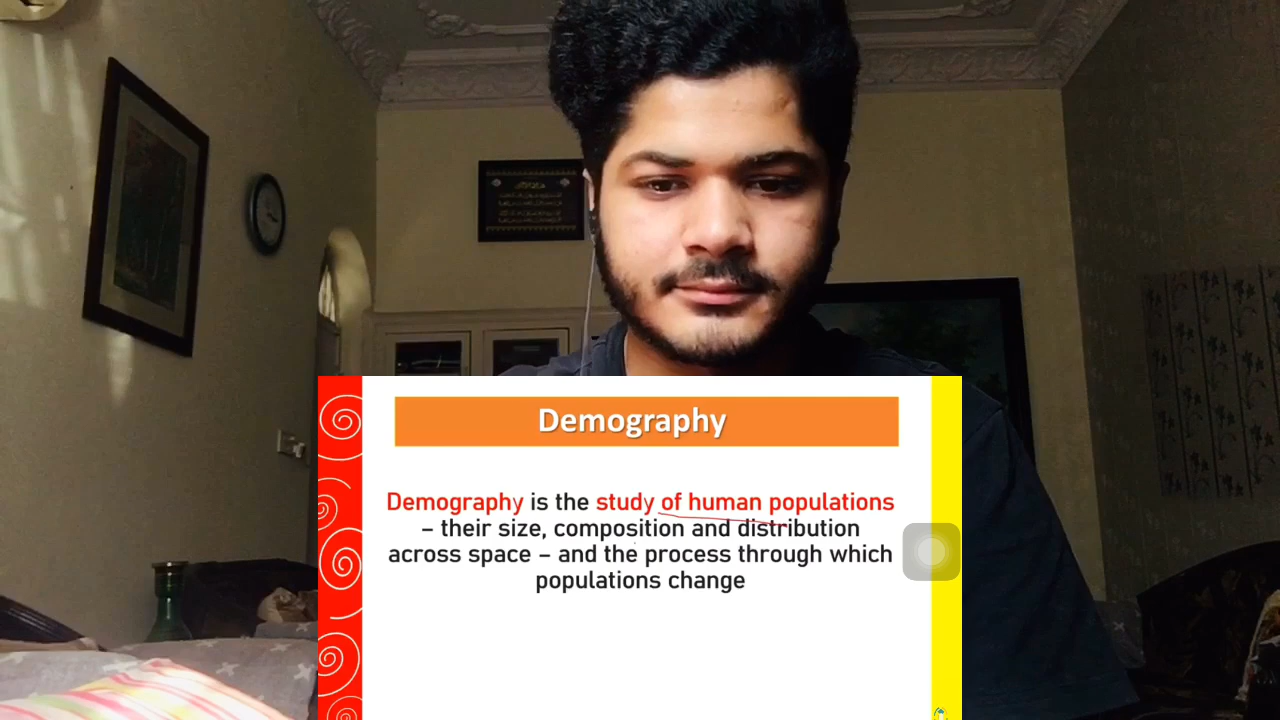 Demography
Demography is the study of human populations
– their size, composition and distribution
across space – and the process through which
populations change